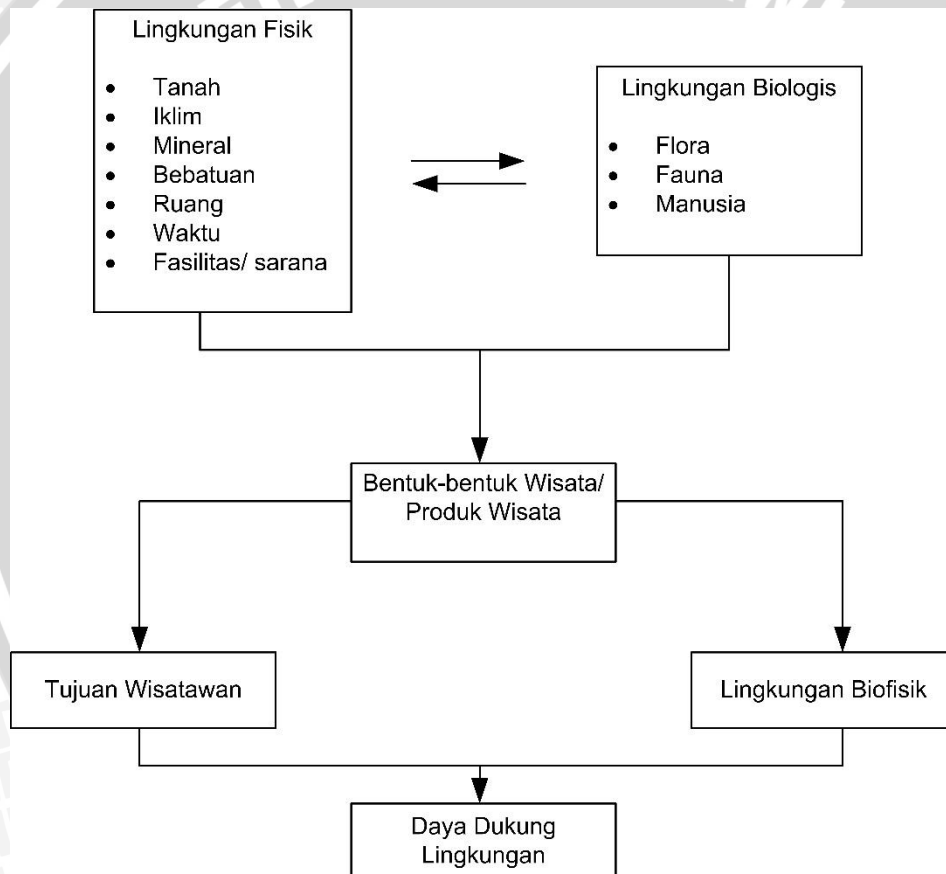 Lingkungan Fisik
• Tanah
• Iklim
• Mineral
• Bebatuan
• Ruang
• Waktu
• Fasilitas/ sarana
Lingkungan Biologis
• Flora
• Fauna
• Manusia
Bentuk-bentuk Wisata/
Produk Wisata
Tujuan Wisatawan
Lingkungan Biofisik
Daya Dukung
Lingkungan